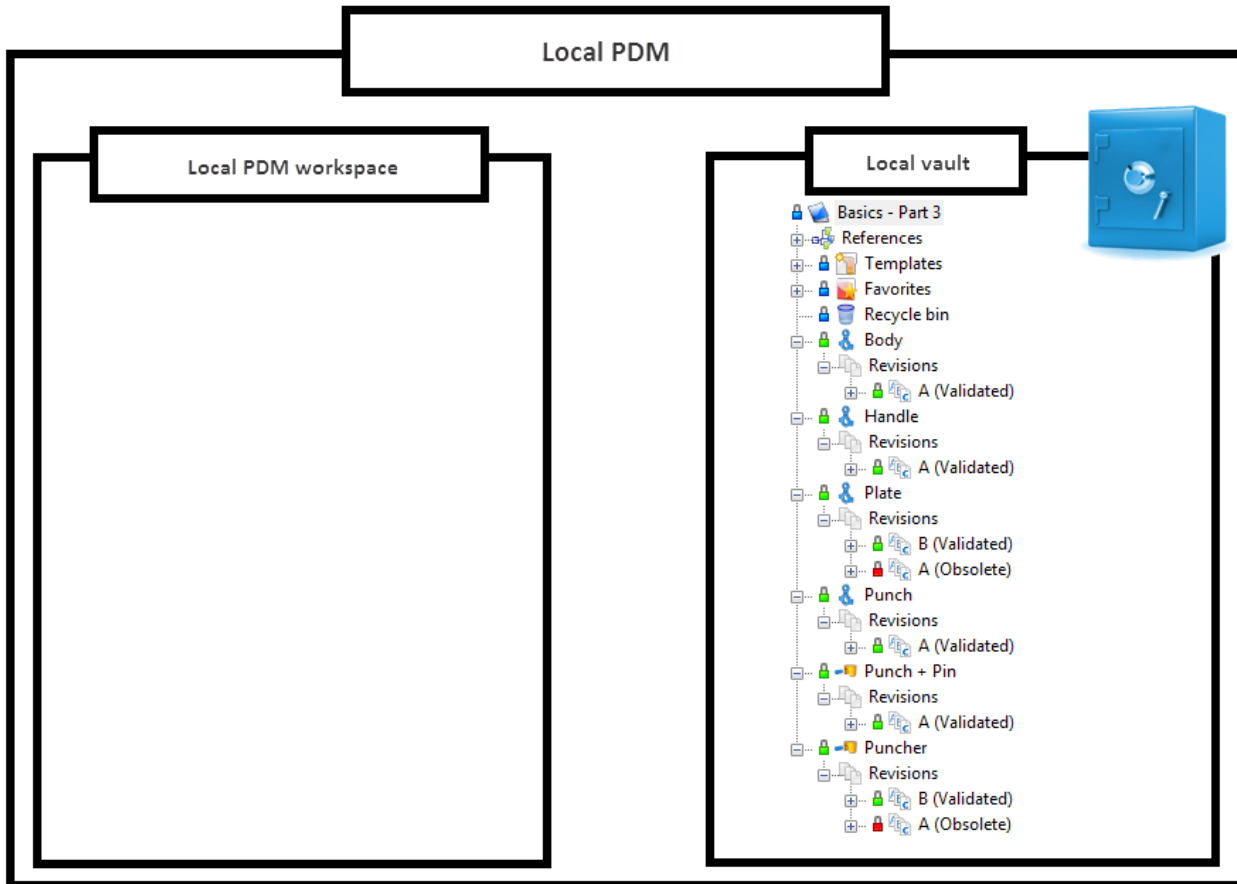 Local PDM
Local PDM workspace
Local vault
Basics - Part 3
References
Templates
Favorites
Recycle bin
Body
Revisions
A (Validated)
Handle
Revisions
A (Validated)
Plate
Revisions
B (Validated)
A (Obsolete)
Punch
Revisions
A (Validated)
Punch + Pin
Revisions
A (Validated)
Puncher
Revisions
B (Validated)
A (Obsolete)